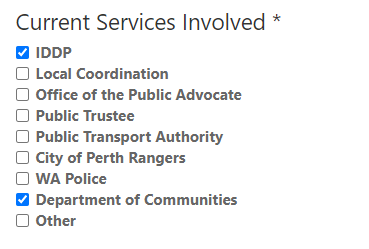 Current Services Involved *
IDDP
Local Coordination
Office of the Public Advocate
Public Trustee
Public Transport Authority
City of Perth Rangers
WA Police
Department of Communities
Other